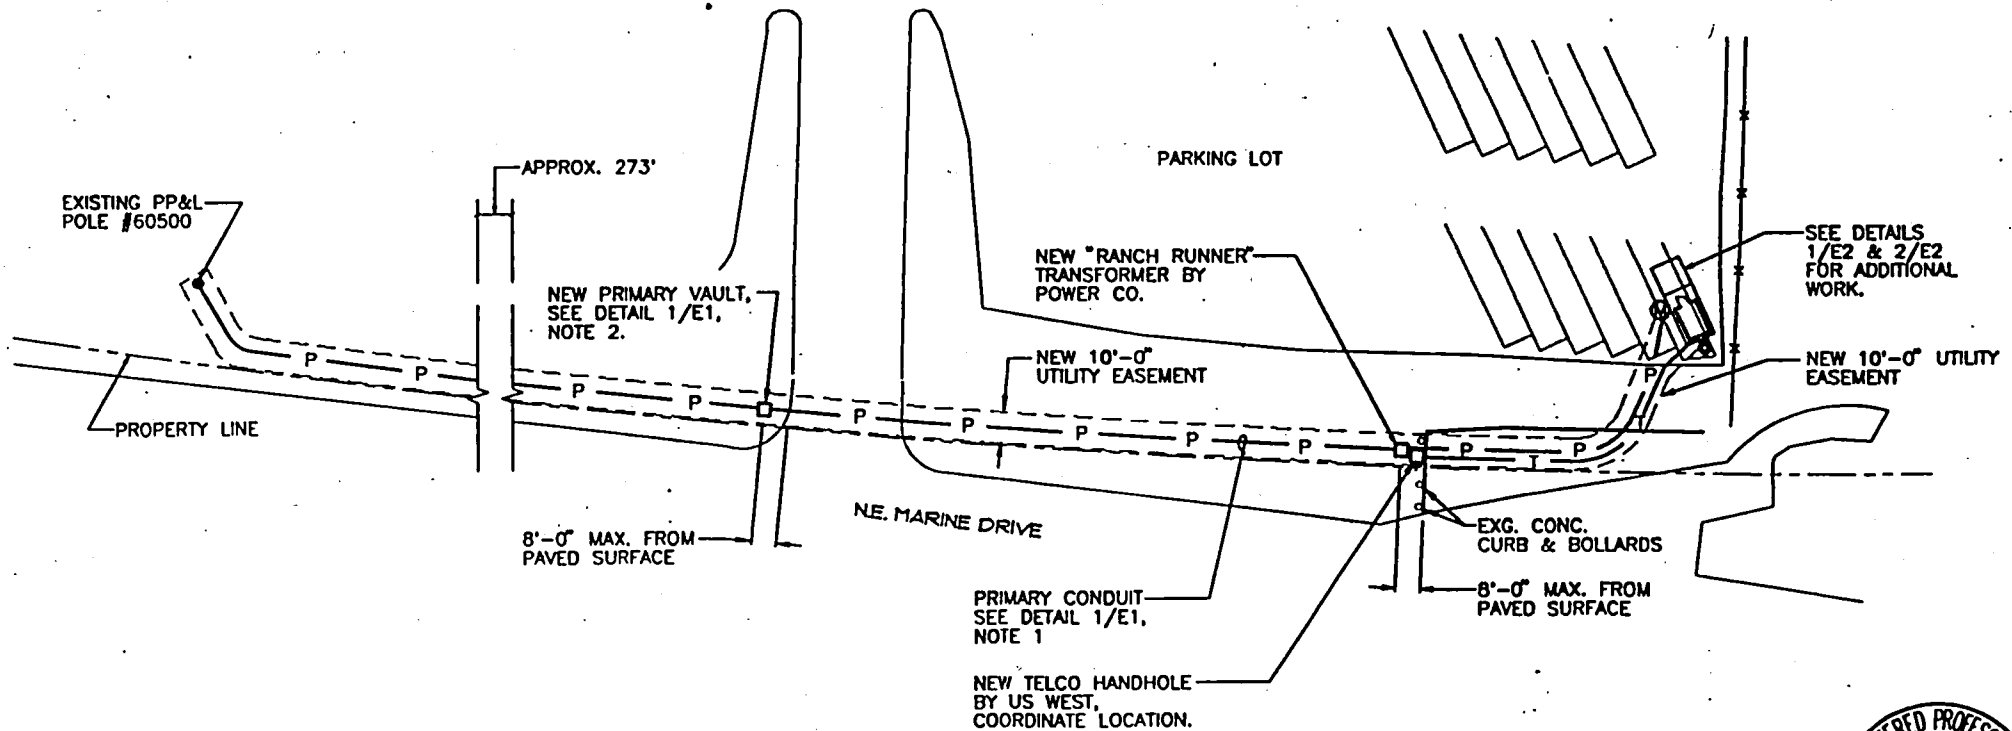 APPROX. 273'
PARKING LOT
EXISTING PP&L
POLE #60500
NEW PRIMARY VAULT,
SEE DETAIL 1/E1,
NOTE 2.
NEW "RANCH RUNNER"
TRANSFORMER BY
POWER CO.
SEE DETAILS
1/E2 & 2/E2
FOR ADDITIONAL
WORK.
NEW 10'-0"
UTILITY EASEMENT
NEW 10'-0" UTILITY
EASEMENT
PROPERTY LINE
P
P
P
P
P
P
P
P
P
P
P
P
T
T
N.E. MARINE DRIVE
8'-0" MAX. FROM
PAVED SURFACE
EXG. CONC.
CURB & BOLLARDS
8'-0" MAX. FROM
PAVED SURFACE
PRIMARY CONDUIT
SEE DETAIL 1/E1,
NOTE 1
NEW TELCO HANDHOLE
BY US WEST,
COORDINATE LOCATION.